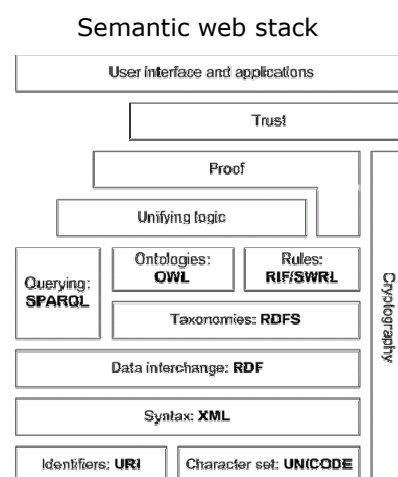 Semantic web stack
User interface and applications
Trust
Proof
Unifying logic
Ontologies:
OWL
Rules:
RIF/SWRL
Querying:
SPARQL
Taxonomies: RDFS
Cryptography
Data interchange: RDF
Syntax: XML
Identifiers: URI
Character set: UNICODE